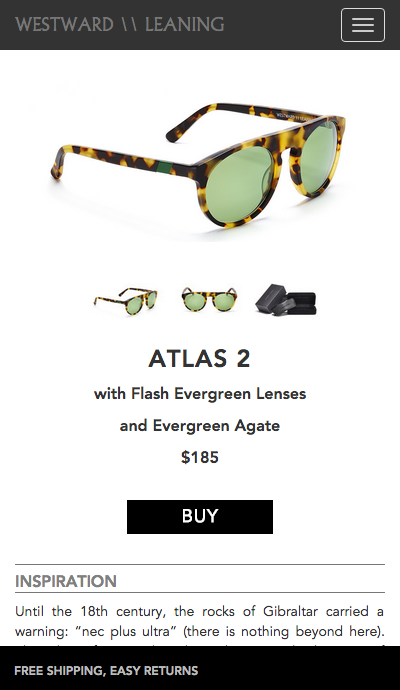 WESTWARD \\ LEANING
ATLAS 2
with Flash Evergreen Lenses
and Evergreen Agate
$185
BUY
INSPIRATION
Until the 18th century, the rocks of Gibraltar carried a
warning: “nec plus ultra” (there is nothing beyond here).
FREE SHIPPING, EASY RETURNS